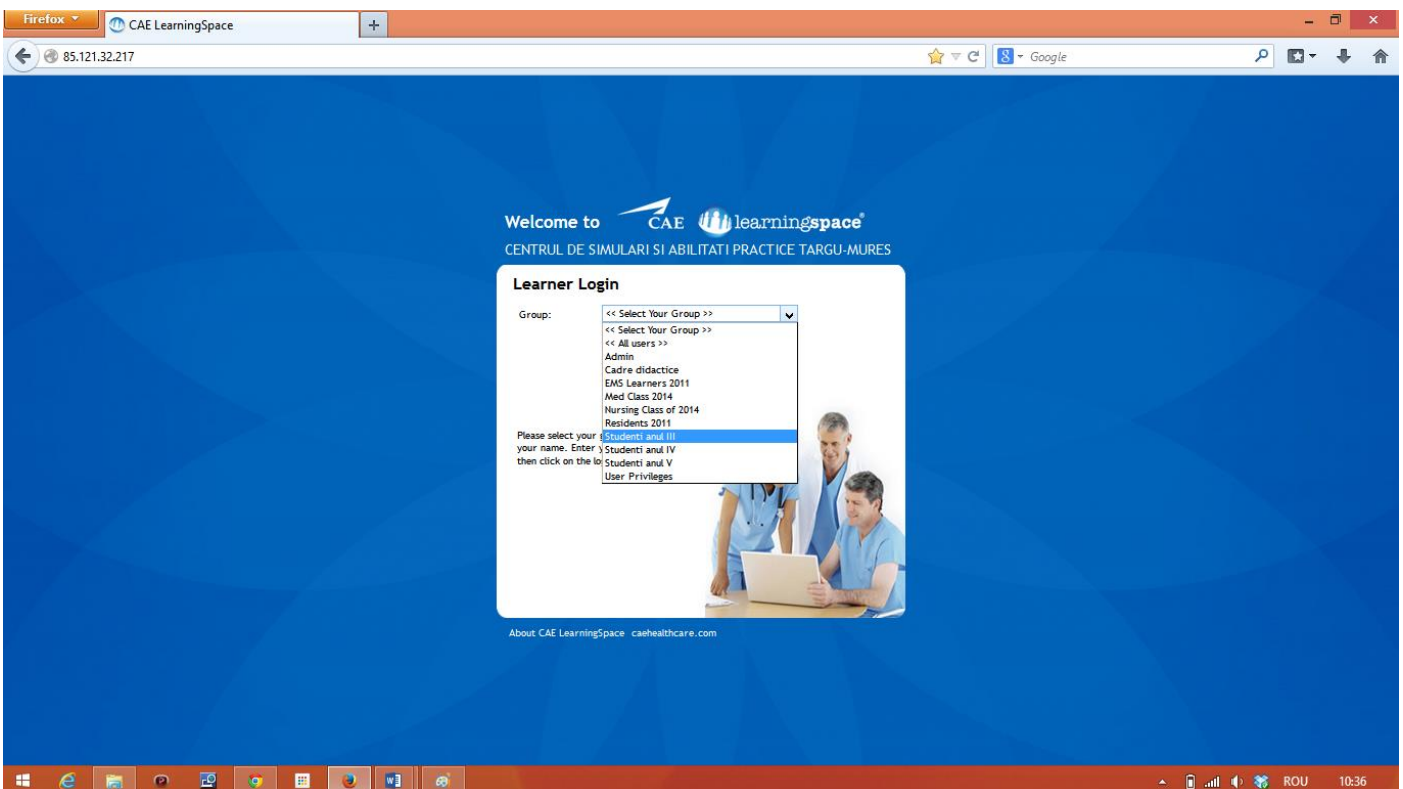 Firefox
CAE LearningSpace
85.121.32.217
Google
Welcome to CAE learningspace®
CENTRUL DE SIMULARI SI ABILITATI PRACTICE TARGU-MURES
Learner Login
Group: << Select Your Group >>
<< Select Your Group >>
<< All users >>
Admin
Cadre didactice
EMS Learners 2011
Med Class 2014
Nursing Class of 2014
Residents 2011
Studenti anul III
Studenti anul IV
Studenti anul V
User Privileges
Please select your
your name. Enter
then click on the
About CAE LearningSpace caehealthcare.com
ROU 10:36